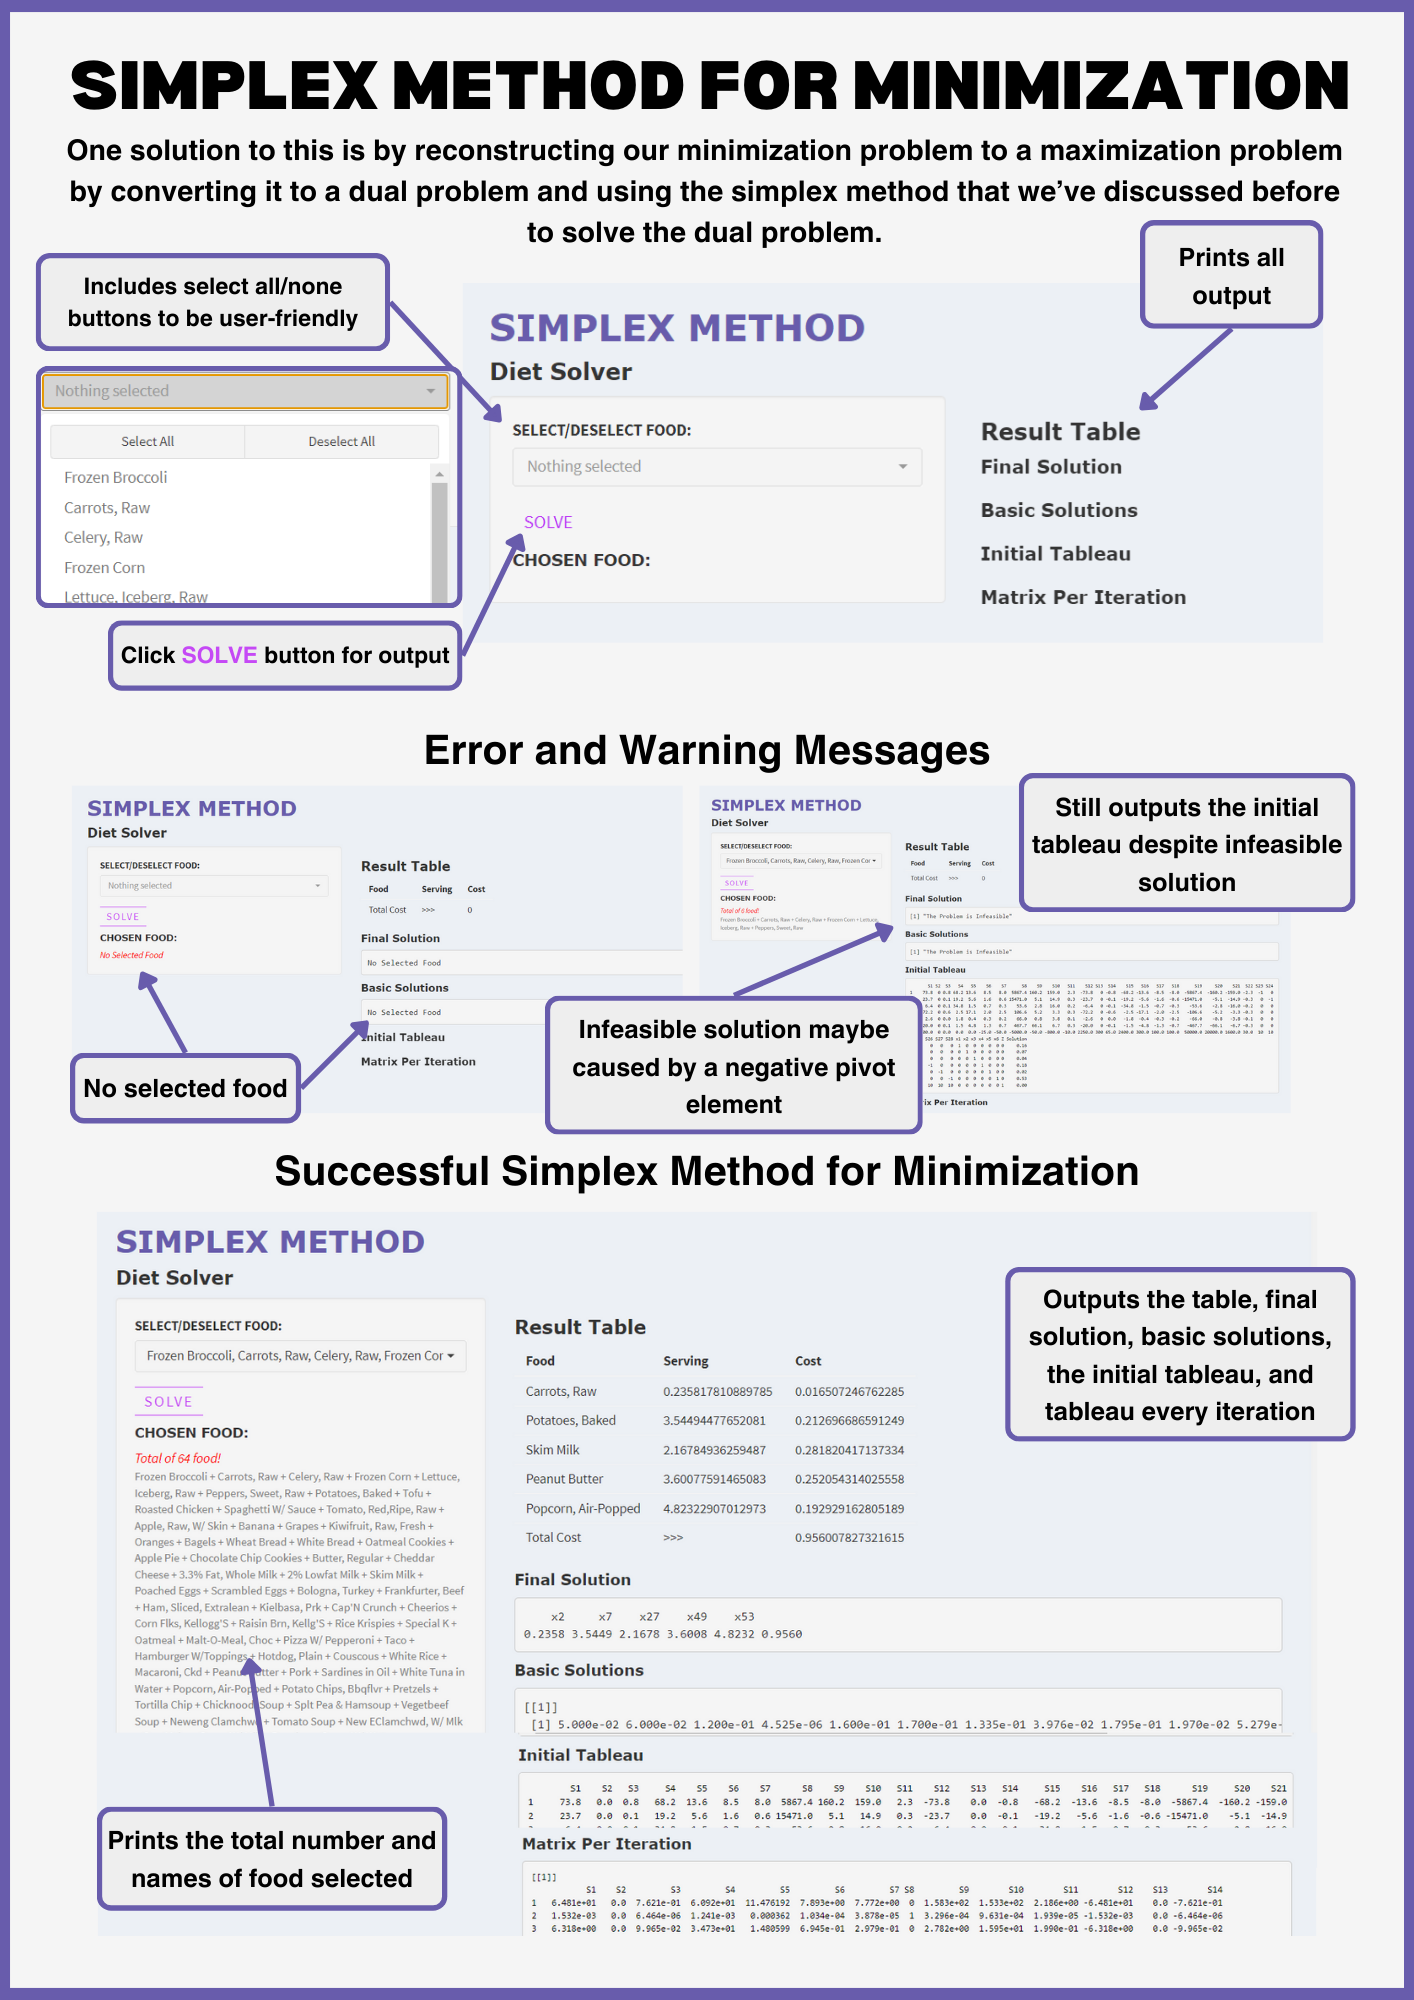 SIMPLEX METHOD FOR MINIMIZATION
One solution to this is by reconstructing our minimization problem to a maximization problem
by converting it to a dual problem and using the simplex method that we've discussed before
to solve the dual problem.
Includes select all/none
buttons to be user-friendly
Prints all
output
Nothing selected
Select All Deselect All
Frozen Broccoli
Carrots, Raw
Celery, Raw
Frozen Corn
Lettuce, Iceberg, Raw
SIMPLEX METHOD
Diet Solver
SELECT/DESELECT FOOD:
Nothing selected
SOLVE
CHOSEN FOOD:
Result Table
Final Solution
Basic Solutions
Initial Tableau
Matrix Per Iteration
Click SOLVE button for output
Error and Warning Messages
SIMPLEX METHOD
Diet Solver
SELECT/DESELECT FOOD:
Nothing selected
SOLVE
CHOSEN FOOD:
No Selected Food
Result Table
Food Serving Cost
Total Cost >>> 0
Final Solution
No Selected Food
Basic Solutions
No Selected Food
Initial Tableau
Matrix Per Iteration
No selected food
SIMPLEX METHOD
Diet Solver
SELECT/DESELECT FOOD:
Frozen Broccoli, Carrots, Raw, Celery, Raw, Frozen Cor
SOLVE
CHOSEN FOOD:
Total of 6 food!
Frozen Broccoli + Carrots, Raw + Celery, Raw + Frozen Corn + Lettuce,
Iceberg, Raw + Peppers, Sweet, Raw
Result Table
Food Serving Cost
Total Cost >>> 0
Final Solution
[1] "The Problem is Infeasible"
Basic Solutions
[1] "The Problem is Infeasible"
Initial Tableau
Still outputs the initial
tableau despite infeasible
solution
Infeasible solution maybe
caused by a negative pivot
element
ix Per Iteration
Successful Simplex Method for Minimization
SIMPLEX METHOD
Diet Solver
SELECT/DESELECT FOOD:
Frozen Broccoli, Carrots, Raw, Celery, Raw, Frozen Cor
SOLVE
CHOSEN FOOD:
Total of 64 food!
Frozen Broccoli + Carrots, Raw + Celery, Raw + Frozen Corn + Lettuce,
Iceberg, Raw + Peppers, Sweet, Raw + Potatoes, Baked + Tofu +
Roasted Chicken + Spaghetti W/ Sauce + Tomato, Red,Ripe, Raw +
Apple, Raw, W/ Skin + Banana + Grapes + Kiwifruit, Raw, Fresh +
Oranges + Bagels + Wheat Bread + White Bread + Oatmeal Cookies +
Apple Pie + Chocolate Chip Cookies + Butter, Regular + Cheddar
Cheese + 3.3% Fat, Whole Milk + 2% Lowfat Milk + Skim Milk +
Poached Eggs + Scrambled Eggs + Bologna, Turkey + Frankfurter, Beef
+ Ham, Sliced, Extralean + Kielbasa, Prk + Cap'N Crunch + Cheerios +
Corn Flks, Kellogg'S + Raisin Brn, Kellg'S + Rice Krispies + Special K +
Oatmeal + Malt-O-Meal, Choc + Pizza W/ Pepperoni + Taco +
Hamburger W/Toppings + Hotdog, Plain + Couscous + White Rice +
Macaroni, Ckd + Peanut Butter + Pork + Sardines in Oil + White Tuna in
Water + Popcorn, Air-Popped + Potato Chips, Bbqflvr + Pretzels +
Tortilla Chip + Chicknoodl Soup + Splt Pea & Hamsoup + Vegetbeef
Soup + Neweng Clamchwd + Tomato Soup + New EClamchwd, W/ Mlk
Result Table
Food Serving Cost
Carrots, Raw 0.235817810889785 0.016507246762285
Potatoes, Baked 3.54494477652081 0.212696686591249
Skim Milk 2.16784936259487 0.281820417137334
Peanut Butter 3.60077591465083 0.252054314025558
Popcorn, Air-Popped 4.82322907012973 0.192929162805189
Total Cost >>> 0.956007827321615
Outputs the table, final
solution, basic solutions,
the initial tableau, and
tableau every iteration
Final Solution
x2 x7 x27 x49 x53
0.2358 3.5449 2.1678 3.6008 4.8232 0.9560
Basic Solutions
[[1]]
[1] 5.000e-02 6.000e-02 1.200e-01 4.525e-06 1.600e-01 1.700e-01 1.335e-01 3.976e-02 1.795e-01 1.970e-02 5.279e-
Initial Tableau
S1 S2 S3 S4 S5 S6 S7 S8 S9 S10 S11 S12 S13 S14 S15 S16 S17 S18 S19 S20 S21
1 73.8 0.0 0.8 68.2 13.6 8.5 8.0 5867.4 160.2 159.0 2.3 -73.8 0.0 -0.8 -68.2 -13.6 -8.5 -8.0 -5867.4 -160.2 -159.0
2 23.7 0.0 0.1 19.2 5.6 1.6 0.6 15471.0 5.1 14.9 0.3 -23.7 0.0 -0.1 -19.2 -5.6 -1.6 -0.6 -15471.0 -5.1 -14.9
Matrix Per Iteration
[[1]]
S1 S2 S3 S4 S5 S6 S7 S8 S9 S10 S11 S12 S13 S14
1 6.481e+01 0.0 7.621e-01 6.092e+01 11.476192 7.893e+00 7.772e+00 0 1.583e+02 1.533e+02 2.186e+00 -6.481e+01 0.0 -7.621e-01
2 1.532e-03 0.0 6.464e-06 1.241e-03 0.000362 1.034e-04 3.878e-05 1 3.296e-04 9.631e-04 1.939e-05 -1.532e-03 0.0 -6.464e-06
3 6.318e+00 0.0 9.965e-02 3.473e+01 1.480599 6.945e-01 2.979e-01 0 2.782e+00 1.595e+01 1.990e-01 -6.318e+00 0.0 -9.965e-02
Prints the total number and
names of food selected